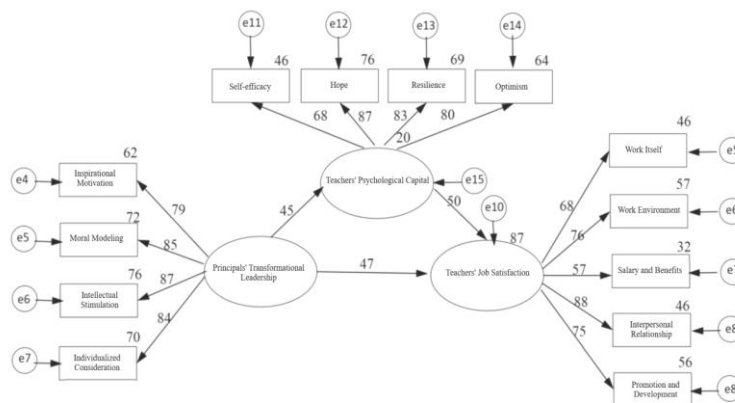 e11
e12
e13
e14
46
76
69
64
Self-efficacy
Hope
Resilience
Optimism
68
87
83
80
20
Teachers' Psychological Capital
e15
45
50
e10
87
62
e4
Inspirational
Motivation
79
72
e5
Moral Modeling
85
76
e6
Intellectual
Stimulation
87
70
e7
Individualized
Consideration
84
Principals' Transformational
Leadership
47
Teachers' Job Satisfaction
46
Work Itself
68
57
Work Environment
e6
76
32
Salary and Benefits
57
46
Interpersonal
Relationship
e8
88
56
Promotion and
Development
e8
75